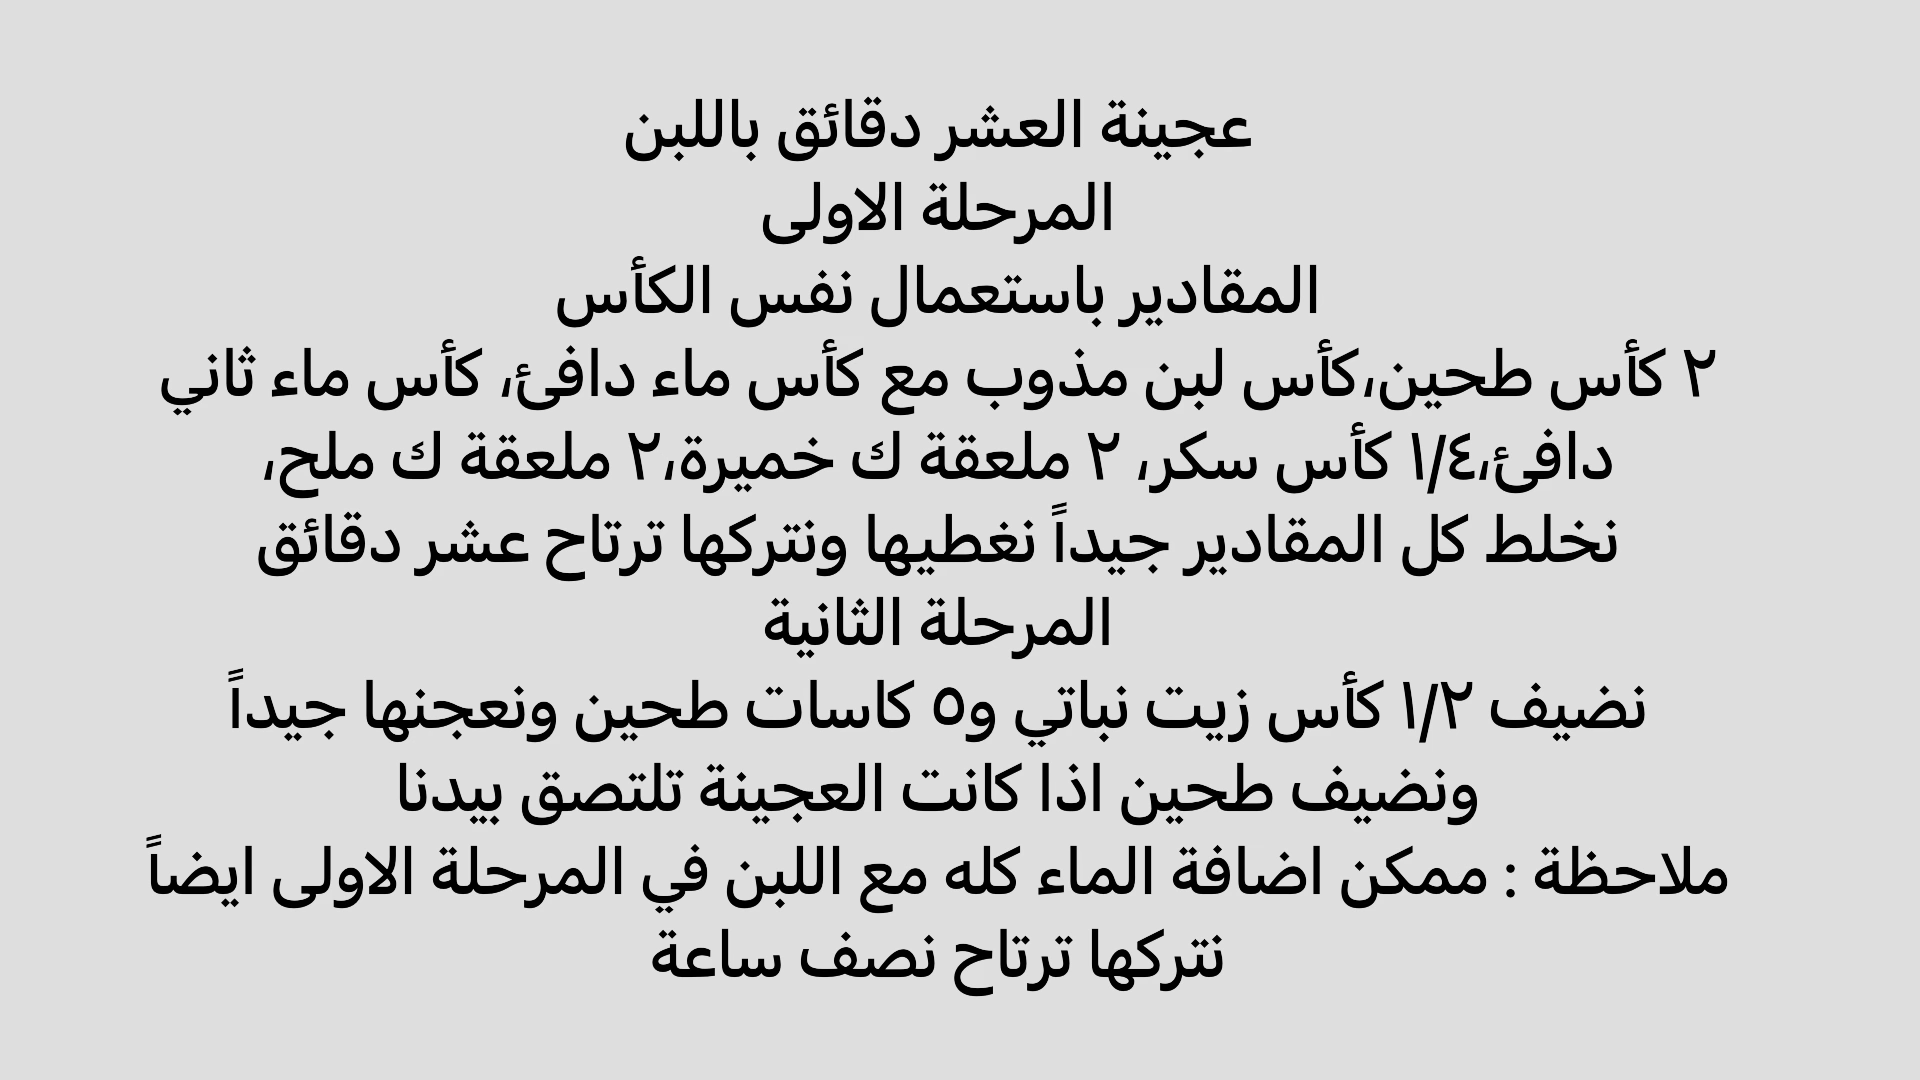 عجينة العشر دقائق باللبن
المرحلة الاولى
المقادير باستعمال نفس الكأس
٢ كأس طحين،كأس لبن مذوب مع كأس ماء دافئ، كأس ماء ثاني
دافئ،١/٤ كأس سكر، ٢ ملعقة ك خميرة،٢ ملعقة ك ملح،
نخلط كل المقادير جيداً نغطيها ونتركها ترتاح عشر دقائق
المرحلة الثانية
نضيف ١/٢ كأس زيت نباتي و٥ كاسات طحين ونعجنها جيداً
ونضيف طحين اذا كانت العجينة تلتصق بيدنا
ملاحظة : ممكن اضافة الماء كله مع اللبن في المرحلة الاولى ايضاً
نتركها ترتاح نصف ساعة